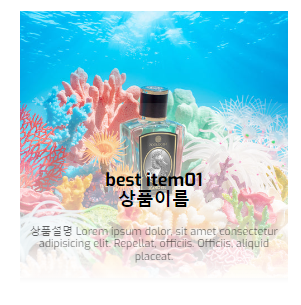 best item01
상품이름
상품설명 Lorem ipsum dolor sit amet consectetur
adipisicing elit. Repellat, officiis. Officiis, aliquid
placeat.